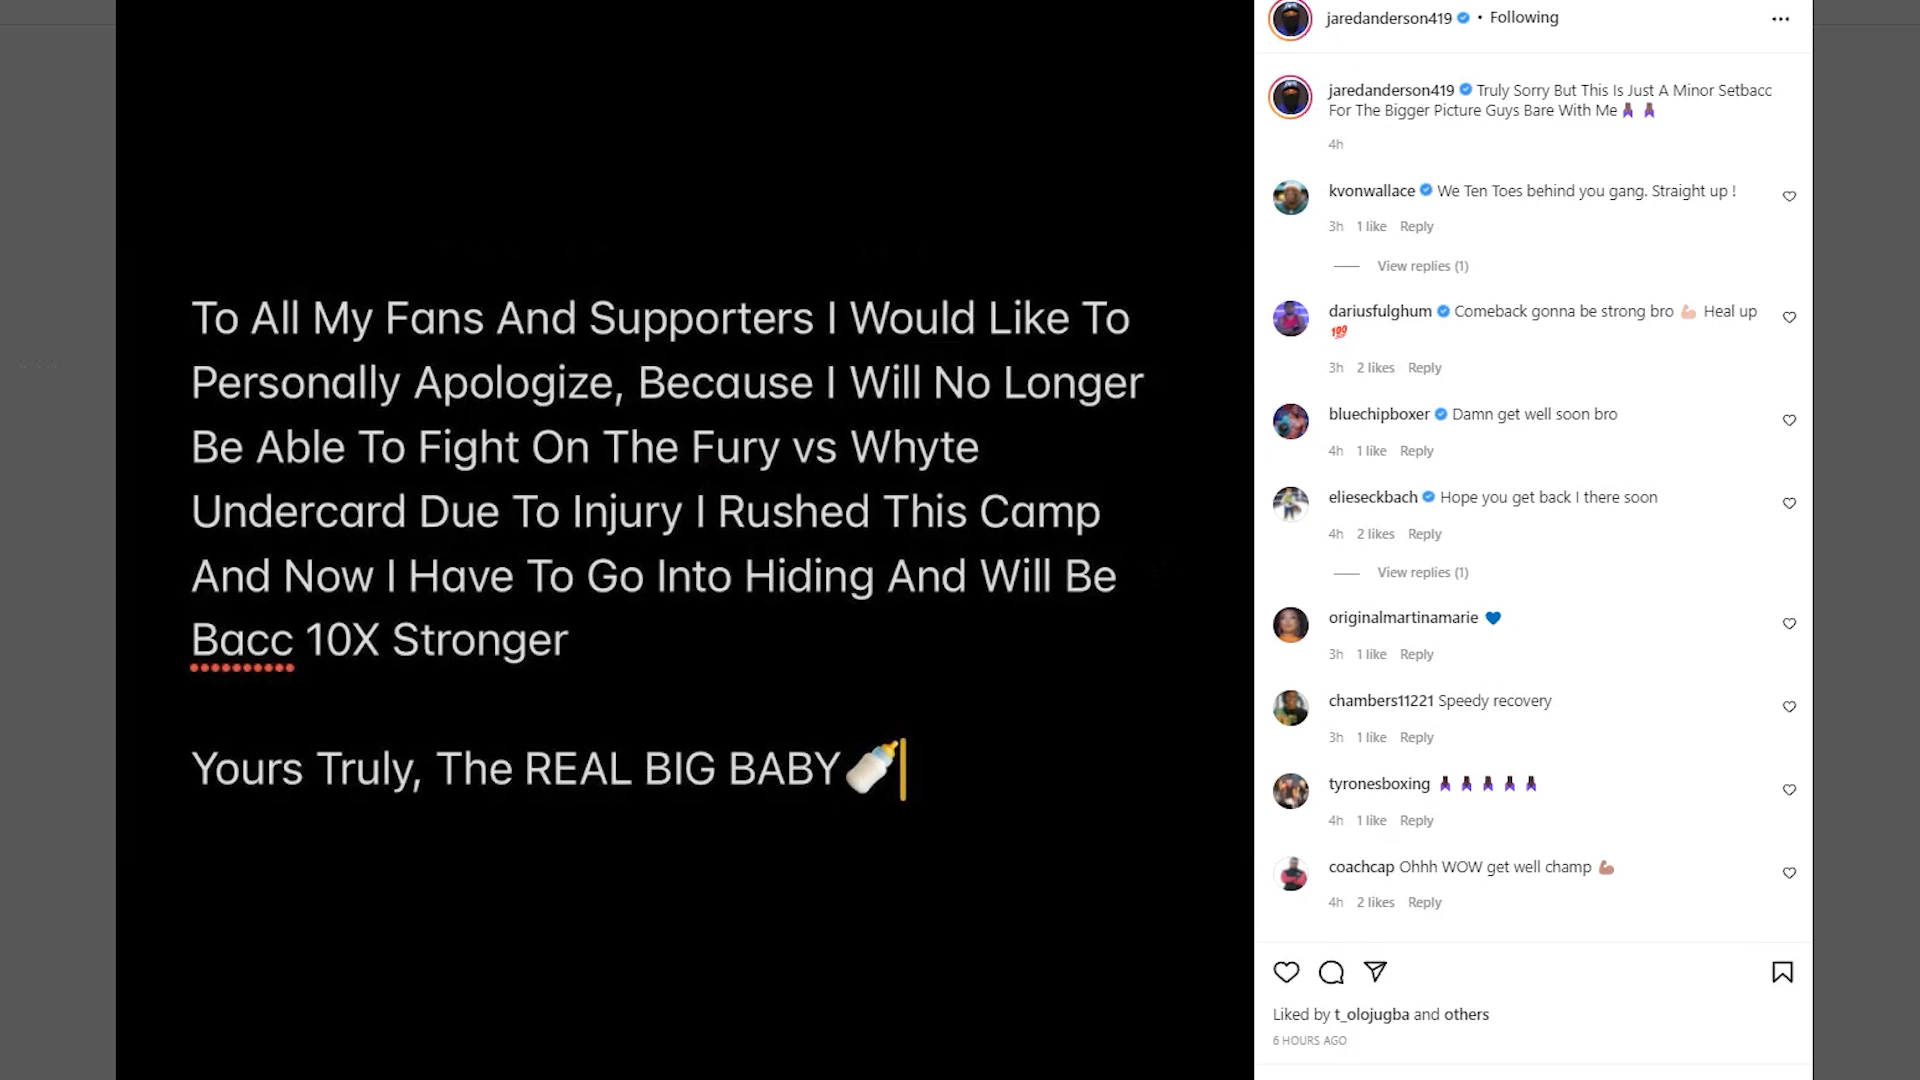 To All My Fans And Supporters I Would Like To
Personally Apologize, Because I Will No Longer
Be Able To Fight On The Fury vs Whyte
Undercard Due To Injury I Rushed This Camp
And Now I Have To Go Into Hiding And Will Be
Bacc 10X Stronger
Yours Truly, The REAL BIG BABY🍼
jaredanderson419 • Following
jaredanderson419 Truly Sorry But This Is Just A Minor Setbacc
For The Bigger Picture Guys Bare With Me
4h
kvonwallace We Ten Toes behind you gang. Straight up !
3h 1 like Reply
View replies (1)
dariusfulghum Comeback gonna be strong bro 💪🏼 Heal up
💯
3h 2 likes Reply
bluechipboxer Damn get well soon bro
4h 1 like Reply
elieseckbach Hope you get back I there soon
4h 2 likes Reply
View replies (1)
originalmartinamarie 💙
3h 1 like Reply
chambers11221 Speedy recovery
3h 1 like Reply
tyronesboxing
4h 1 like Reply
coachcap Ohhh WOW get well champ 💪🏽
4h 2 likes Reply
Liked by t_olojugba and others
6 HOURS AGO